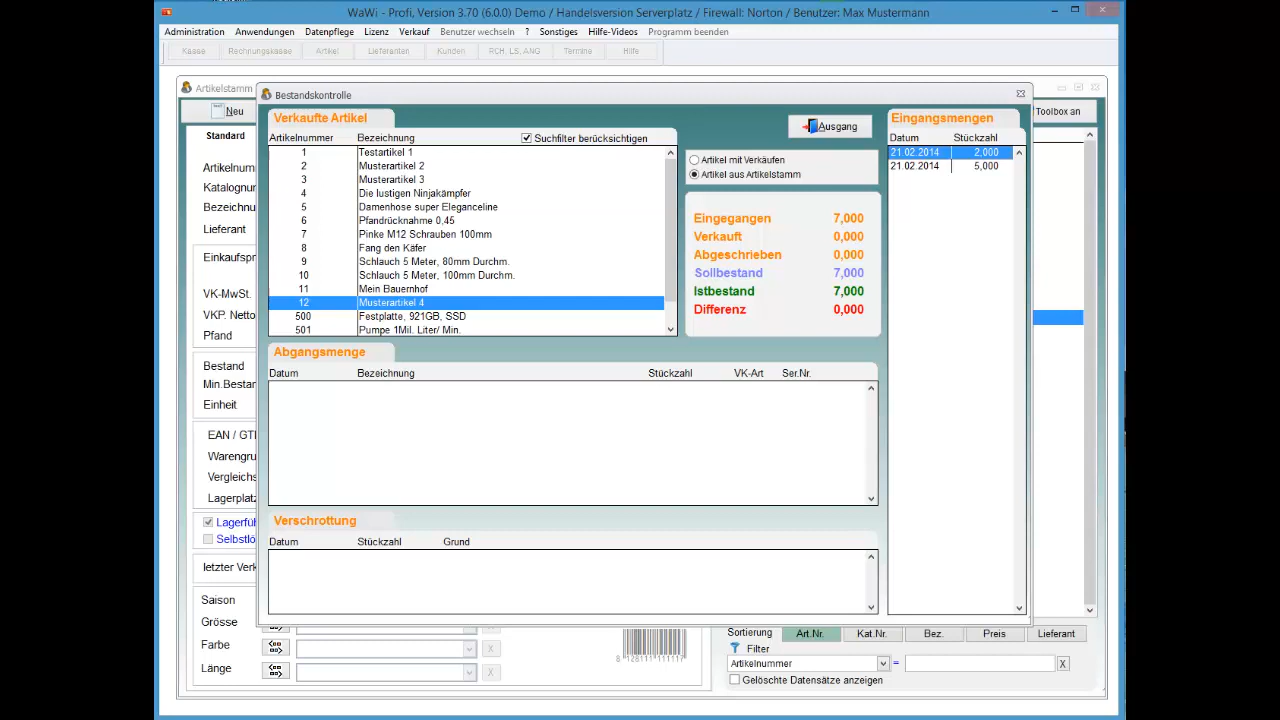 WaWi - Profi, Version 3.70 (6.0.0) Demo / Handelsversion Serverplatz / Firewall: Norton / Benutzer: Max Mustermann
Administration Anwendungen Datenpflege Lizenz Verkauf Benutzer wechseln ? Sonstiges Hilfe-Videos Programm beenden
Kasse Rechnungskasse Artikel Lieferanten Kunden RCH, LS, ANG Termine Hilfe
Artikelstamm
Neu
Toolbox an
Standard
Artikelnum
Katalognur
Bezeichnu
Lieferant
Einkaufspr
VK-MwSt.
VKP. Netto
Pfand
Bestand
Min.Bestan
Einheit
EAN / GTI
Warengru
Vergleichs
Lagerplatz
Lagerfüh
Selbstlö
letzter Verk
Saison
Grösse
Farbe
Länge
Bestandskontrolle
Verkaufte Artikel
Artikelnummer Bezeichnung
Suchfilter berücksichtigen
1 Testartikel 1
2 Musterartikel 2
3 Musterartikel 3
4 Die lustigen Ninjakämpfer
5 Damenhose super Eleganceline
6 Pfandrücknahme 0,45
7 Pinke M12 Schrauben 100mm
8 Fang den Käfer
9 Schlauch 5 Meter, 80mm Durchm.
10 Schlauch 5 Meter, 100mm Durchm.
11 Mein Bauernhof
12 Musterartikel 4
500 Festplatte, 921GB, SSD
501 Pumpe 1Mil. Liter/ Min.
Ausgang
Artikel mit Verkäufen
Artikel aus Artikelstamm
Eingegangen 7,000
Verkauft 0,000
Abgeschrieben 0,000
Sollbestand 7,000
Istbestand 7,000
Differenz 0,000
Eingangsmengen
Datum Stückzahl
21.02.2014 2,000
21.02.2014 5,000
Abgangsmenge
Datum Bezeichnung Stückzahl VK-Art Ser.Nr.
Verschrottung
Datum Stückzahl Grund
X
X
8 128111 111117
Sortierung Art.Nr. Kat.Nr. Bez. Preis Lieferant
Filter
Artikelnummer = X
Gelöschte Datensätze anzeigen